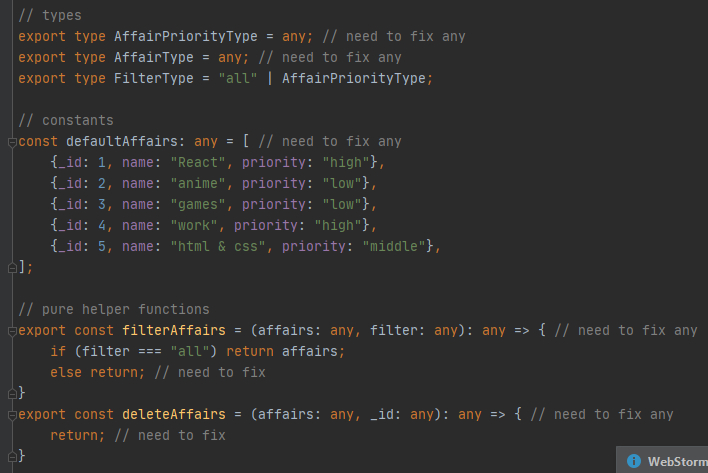 // types
export type AffairPriorityType = any; // need to fix any
export type AffairType = any; // need to fix any
export type FilterType = "all" | AffairPriorityType;

// constants
const defaultAffairs: any = [ // need to fix any
    {_id: 1, name: "React", priority: "high"},
    {_id: 2, name: "anime", priority: "low"},
    {_id: 3, name: "games", priority: "low"},
    {_id: 4, name: "work", priority: "high"},
    {_id: 5, name: "html & css", priority: "middle"},
];

// pure helper functions
export const filterAffairs = (affairs: any, filter: any): any => { // need to fix any
    if (filter === "all") return affairs;
    else return; // need to fix
}
export const deleteAffairs = (affairs: any, _id: any): any => { // need to fix any
    return; // need to fix
}
WebStorm